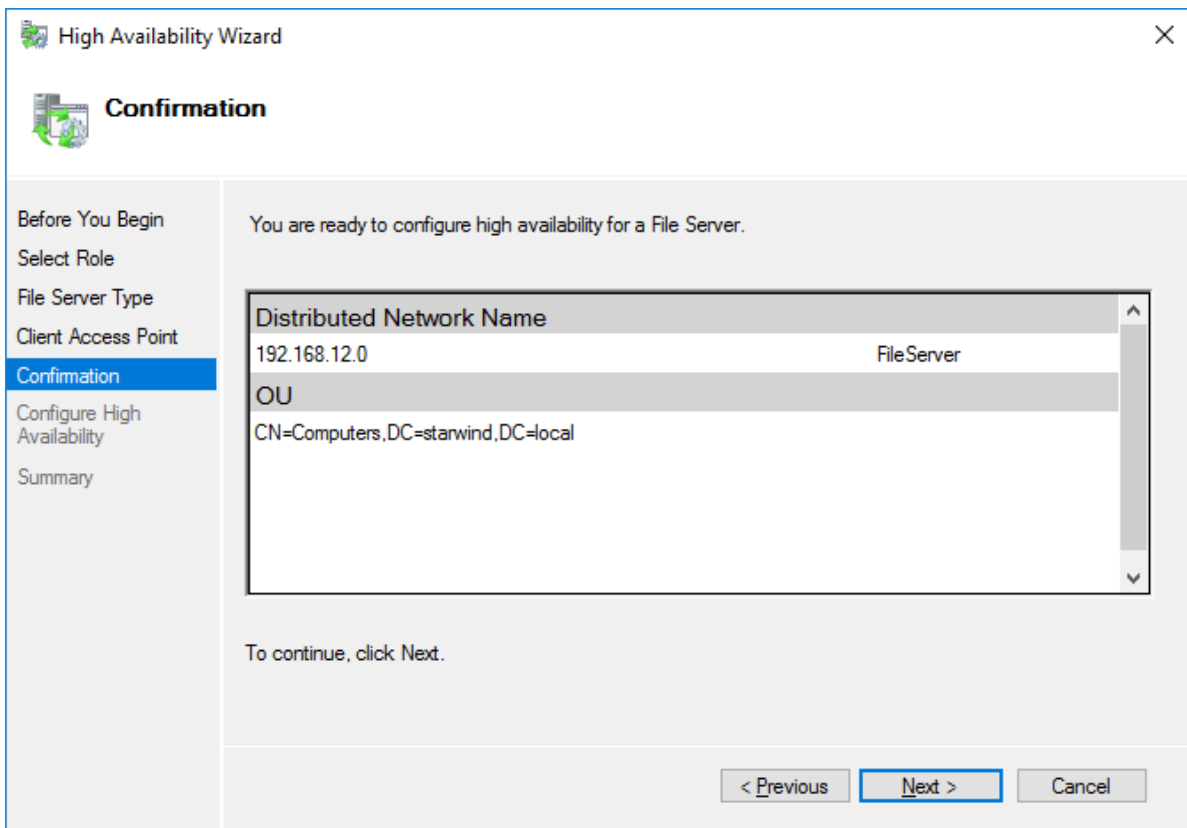 High Availability Wizard
Confirmation
Before You Begin
Select Role
File Server Type
Client Access Point
Confirmation
Configure High
Availability
Summary
You are ready to configure high availability for a File Server.
Distributed Network Name
192.168.12.0 FileServer
OU
CN=Computers,DC=starwind,DC=local
To continue, click Next.
< Previous Next > Cancel